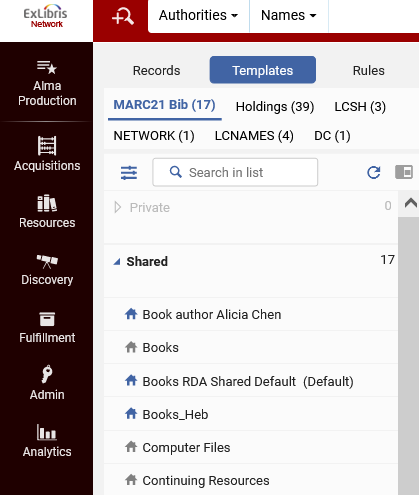 ExLibris
Network
Authorities
Names
Alma
Production
Acquisitions
Resources
Discovery
Fulfillment
Admin
Analytics
Records
Templates
Rules
MARC21 Bib (17)
Holdings (39)
LCSH (3)
NETWORK (1)
LCNAMES (4)
DC (1)
Search in list
Private 0
Shared 17
Book author Alicia Chen
Books
Books RDA Shared Default (Default)
Books_Heb
Computer Files
Continuing Resources